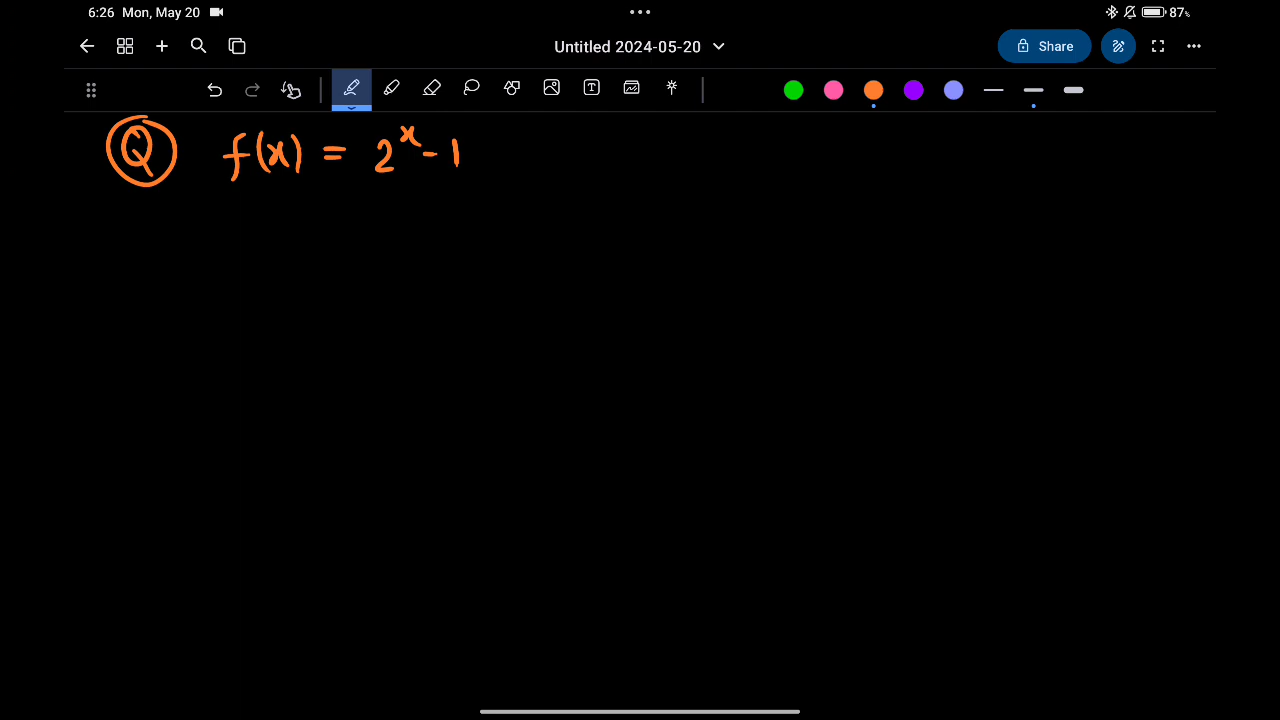 6:26 Mon, May 20 87%
Untitled 2024-05-20 Share
Q f(x) = 2^x - 1